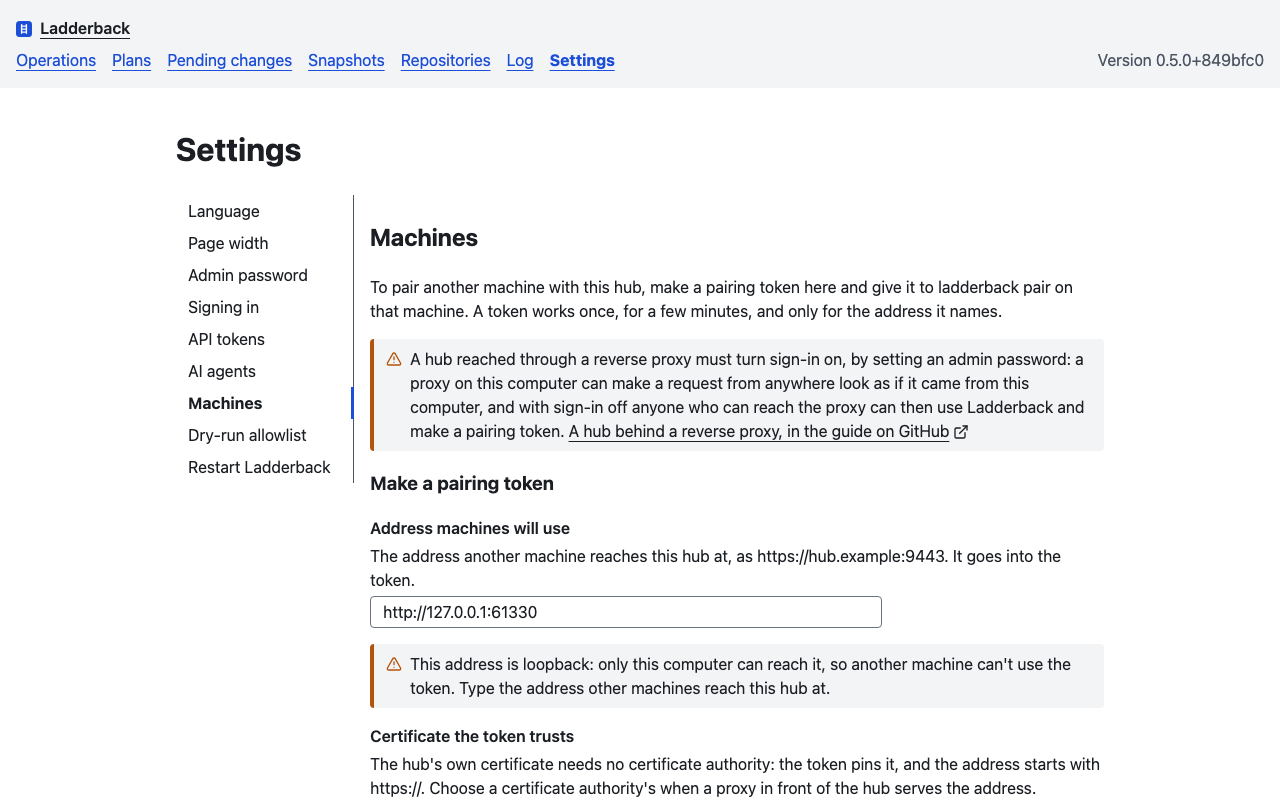 Ladderback
Operations Plans Pending changes Snapshots Repositories Log Settings Version 0.5.0+849bfc0
Settings
Language
Page width
Admin password
Signing in
API tokens
AI agents
Machines
Dry-run allowlist
Restart Ladderback
Machines
To pair another machine with this hub, make a pairing token here and give it to ladderback pair on
that machine. A token works once, for a few minutes, and only for the address it names.
A hub reached through a reverse proxy must turn sign-in on, by setting an admin password: a
proxy on this computer can make a request from anywhere look as if it came from this
computer, and with sign-in off anyone who can reach the proxy can then use Ladderback and
make a pairing token. A hub behind a reverse proxy, in the guide on GitHub
Make a pairing token
Address machines will use
The address another machine reaches this hub at, as https://hub.example:9443. It goes into the
token.
http://127.0.0.1:61330
This address is loopback: only this computer can reach it, so another machine can't use the
token. Type the address other machines reach this hub at.
Certificate the token trusts
The hub's own certificate needs no certificate authority: the token pins it, and the address starts with
https://. Choose a certificate authority's when a proxy in front of the hub serves the address.